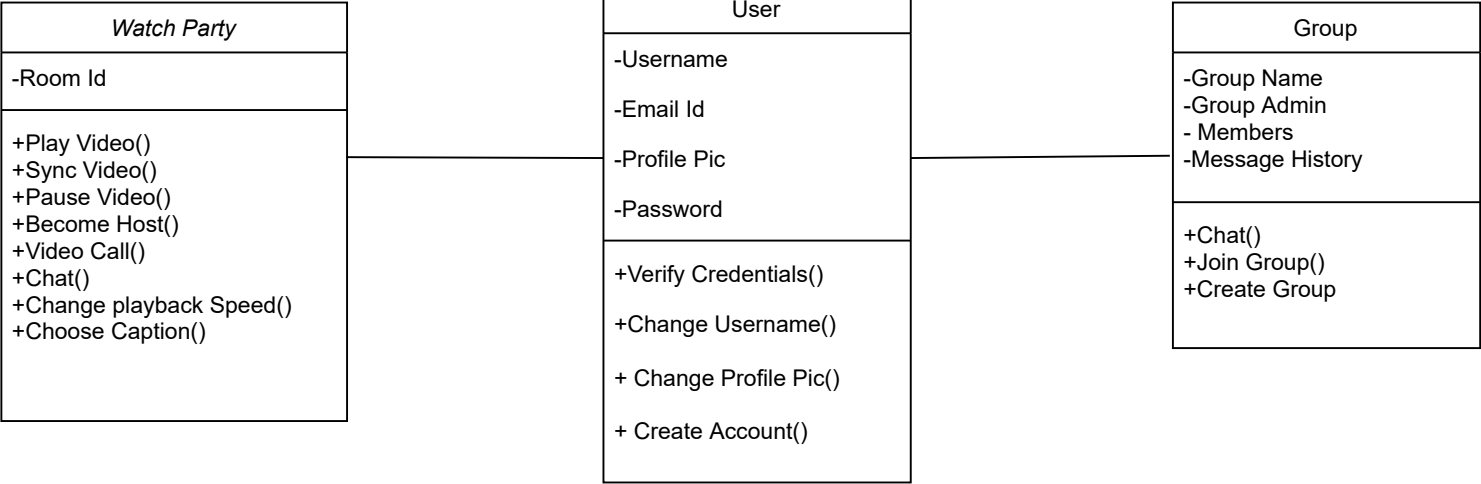 Watch Party
-Room Id
+Play Video()
+Sync Video()
+Pause Video()
+Become Host()
+Video Call()
+Chat()
+Change playback Speed()
+Choose Caption()
User
-Username
-Email Id
-Profile Pic
-Password
+Verify Credentials()
+Change Username()
+ Change Profile Pic()
+ Create Account()
Group
-Group Name
-Group Admin
- Members
-Message History
+Chat()
+Join Group()
+Create Group